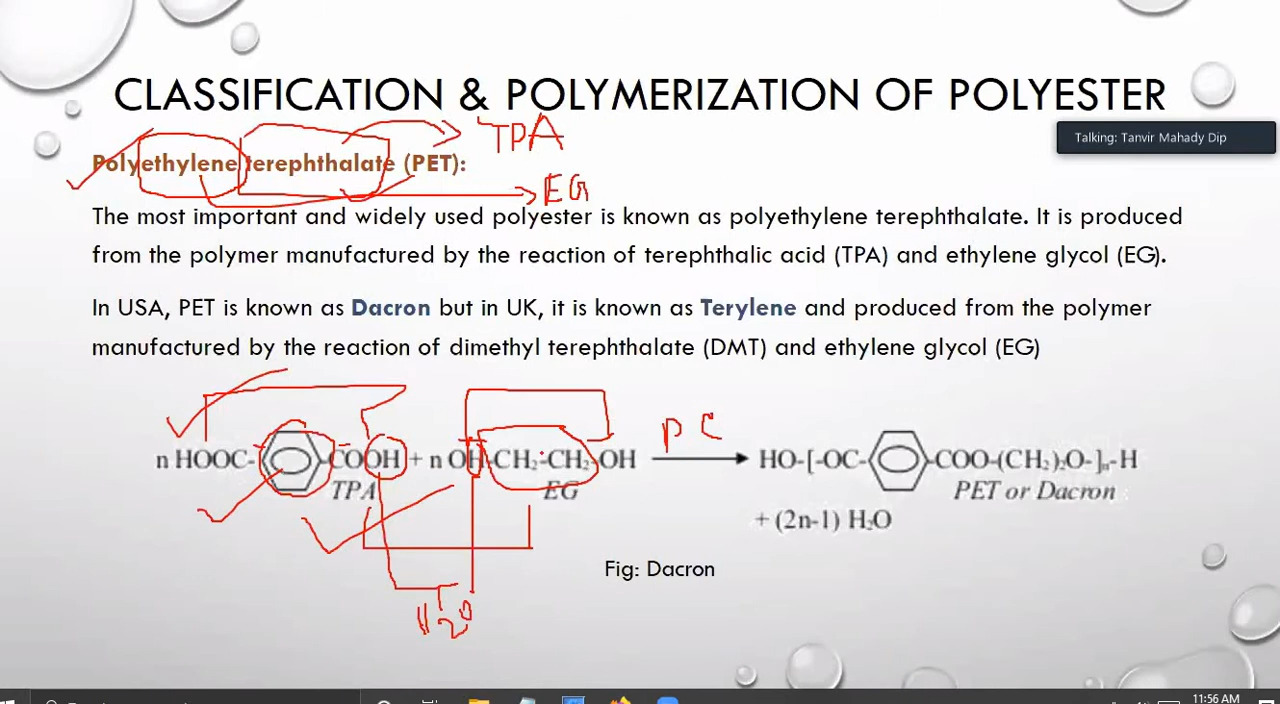 CLASSIFICATION & POLYMERIZATION OF POLYESTER
Talking: Tanvir Mahady Dip
TPA
Polyethylene terephthalate (PET):
EG
The most important and widely used polyester is known as polyethylene terephthalate. It is produced
from the polymer manufactured by the reaction of terephthalic acid (TPA) and ethylene glycol (EG).
In USA, PET is known as Dacron but in UK, it is known as Terylene and produced from the polymer
manufactured by the reaction of dimethyl terephthalate (DMT) and ethylene glycol (EG)
PC
n HOOC- -COOH + n OH-CH₂-CH₂-OH HO-[-OC- -COO-(CH₂)₂O-]ₙ-H
TPA EG PET or Dacron
+ (2n-1) H₂O
Fig: Dacron
H₂O
11:56 AM